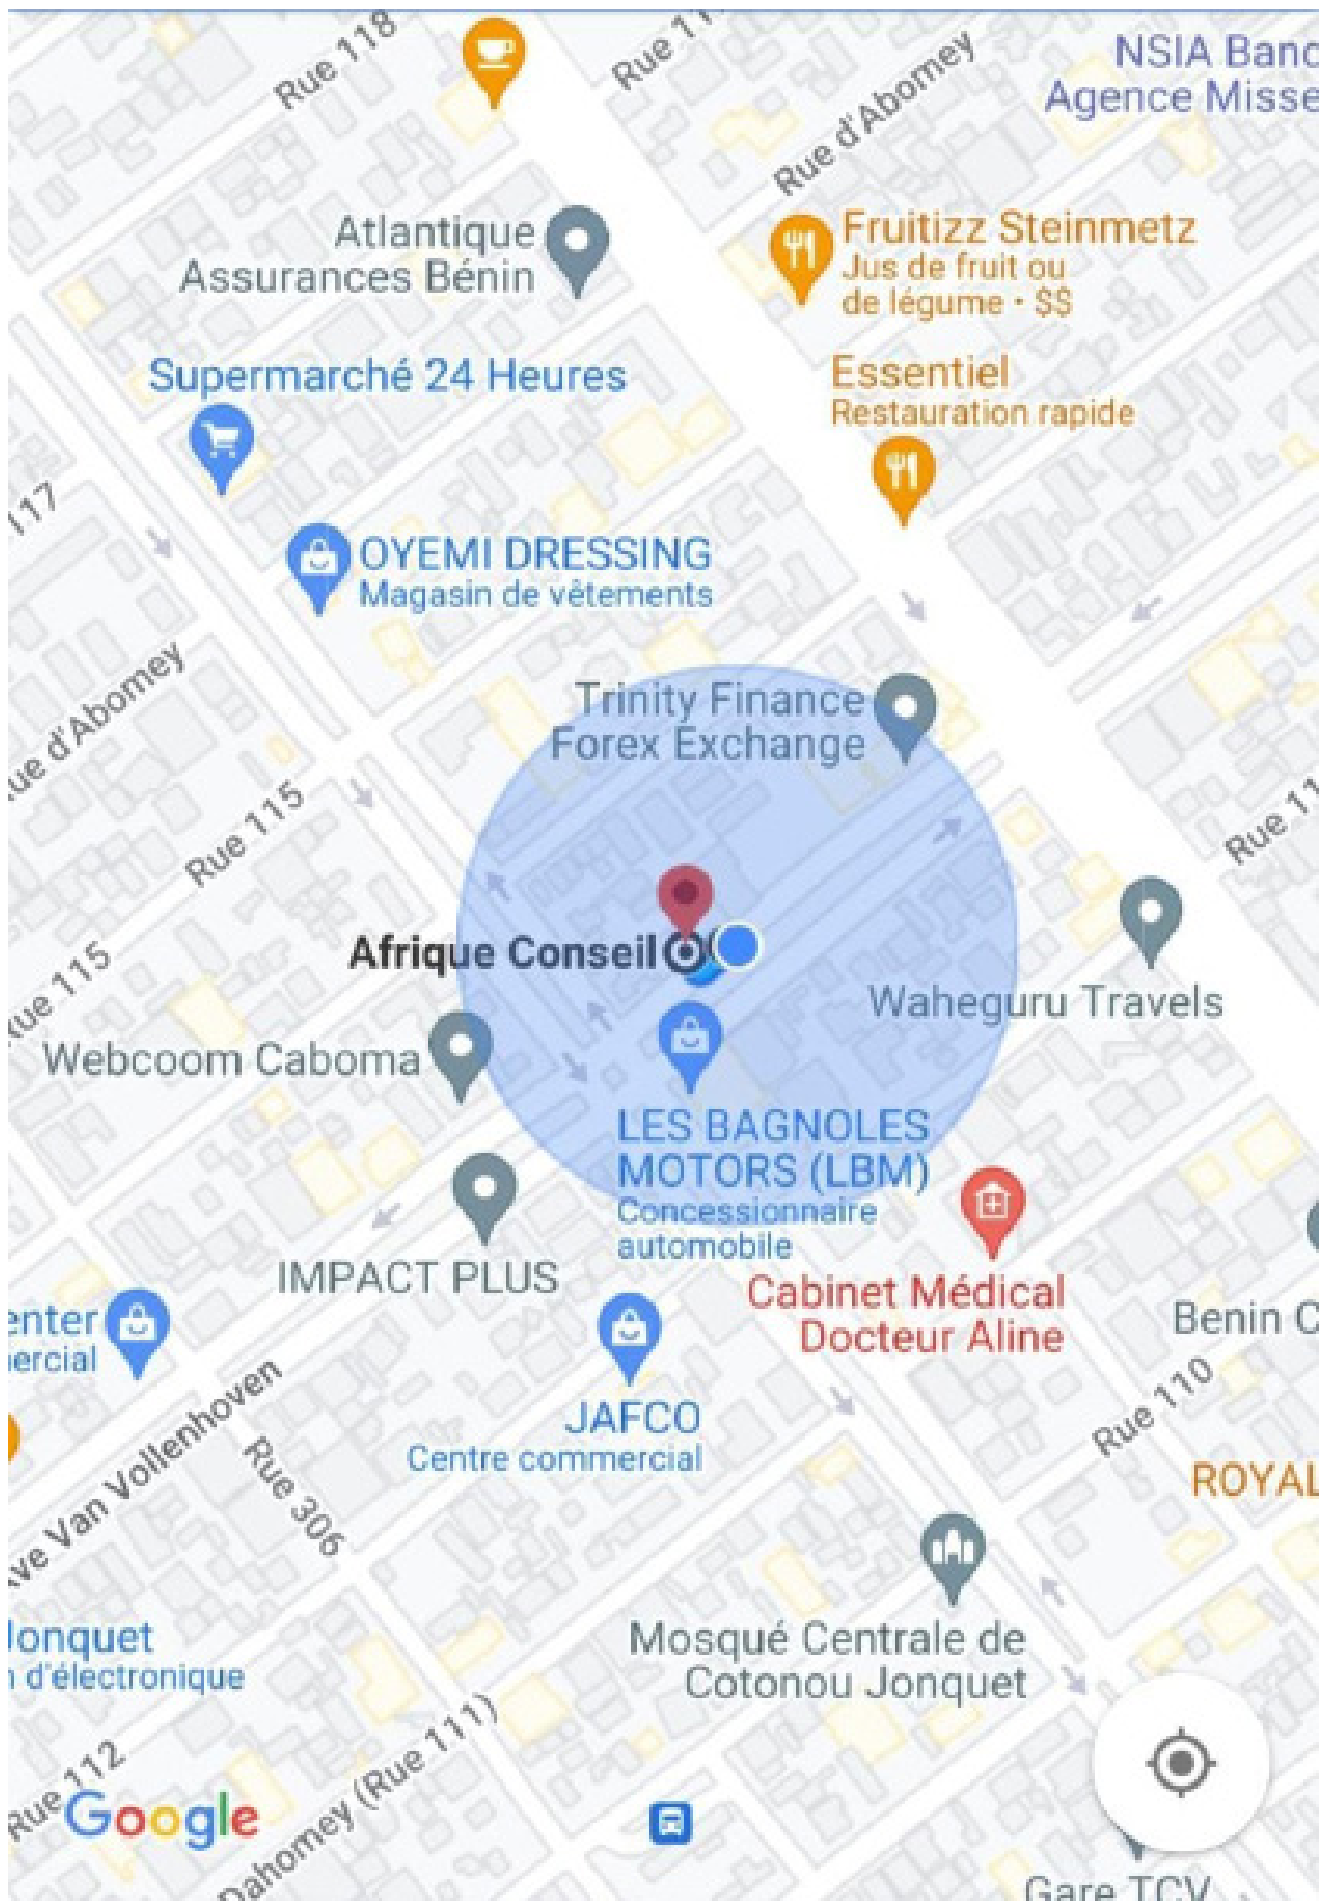 Rue 118
Rue 11
Rue d'Abomey
NSIA Banc
Agence Misse
Atlantique
Assurances Bénin
Fruitizz Steinmetz
Jus de fruit ou
de légume · $$
Supermarché 24 Heures
Essentiel
Restauration rapide
117
OYEMI DRESSING
Magasin de vêtements
ue d'Abomey
Trinity Finance
Forex Exchange
Rue 115
Rue 11
Afrique Conseil
Rue 115
Waheguru Travels
Webcoom Caboma
LES BAGNOLES
MOTORS (LBM)
Concessionnaire
automobile
IMPACT PLUS
Cabinet Médical
Docteur Aline
enter
ercial
Benin C
JAFCO
Centre commercial
Rue 110
Ave Van Vollenhoven
Rue 306
ROYAL
Mosqué Centrale de
Cotonou Jonquet
Jonquet
n d'électronique
Rue 112
Google
Dahomey (Rue 111)
Gare TCV